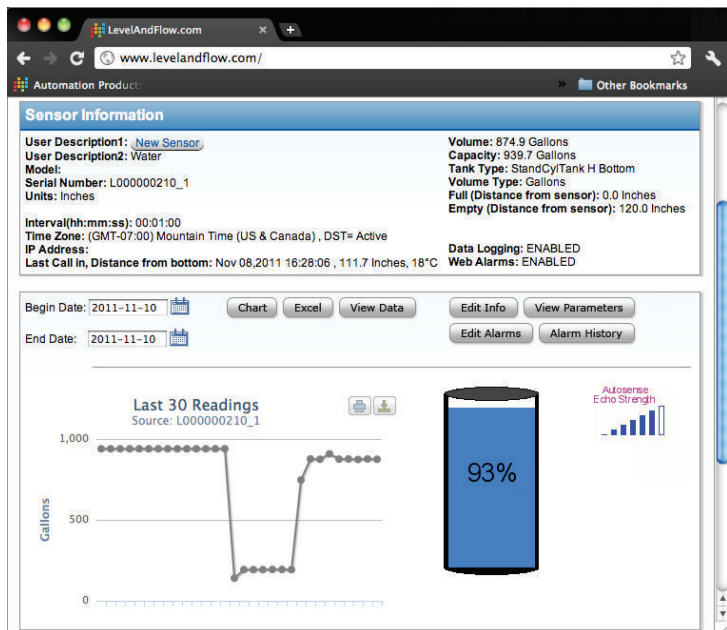 LevelAndFlow.com
www.levelandflow.com/
Automation Product
» Other Bookmarks
Sensor Information
User Description1: New Sensor
User Description2: Water
Model:
Serial Number: L000000210_1
Units: Inches
Interval(hh:mm:ss): 00:01:00
Time Zone: (GMT-07:00) Mountain Time (US & Canada) , DST= Active
IP Address:
Last Call in, Distance from bottom: Nov 08,2011 16:28:06 , 111.7 Inches, 18°C
Volume: 874.9 Gallons
Capacity: 939.7 Gallons
Tank Type: StandCylTank H Bottom
Volume Type: Gallons
Full (Distance from sensor): 0.0 Inches
Empty (Distance from sensor): 120.0 Inches
Data Logging: ENABLED
Web Alarms: ENABLED
Begin Date: 2011-11-10
End Date: 2011-11-10
Chart Excel View Data
Edit Info View Parameters
Edit Alarms Alarm History
Last 30 Readings
Source: L000000210_1
1,000
500
0
Gallons
93%
Autosense
Echo Strength